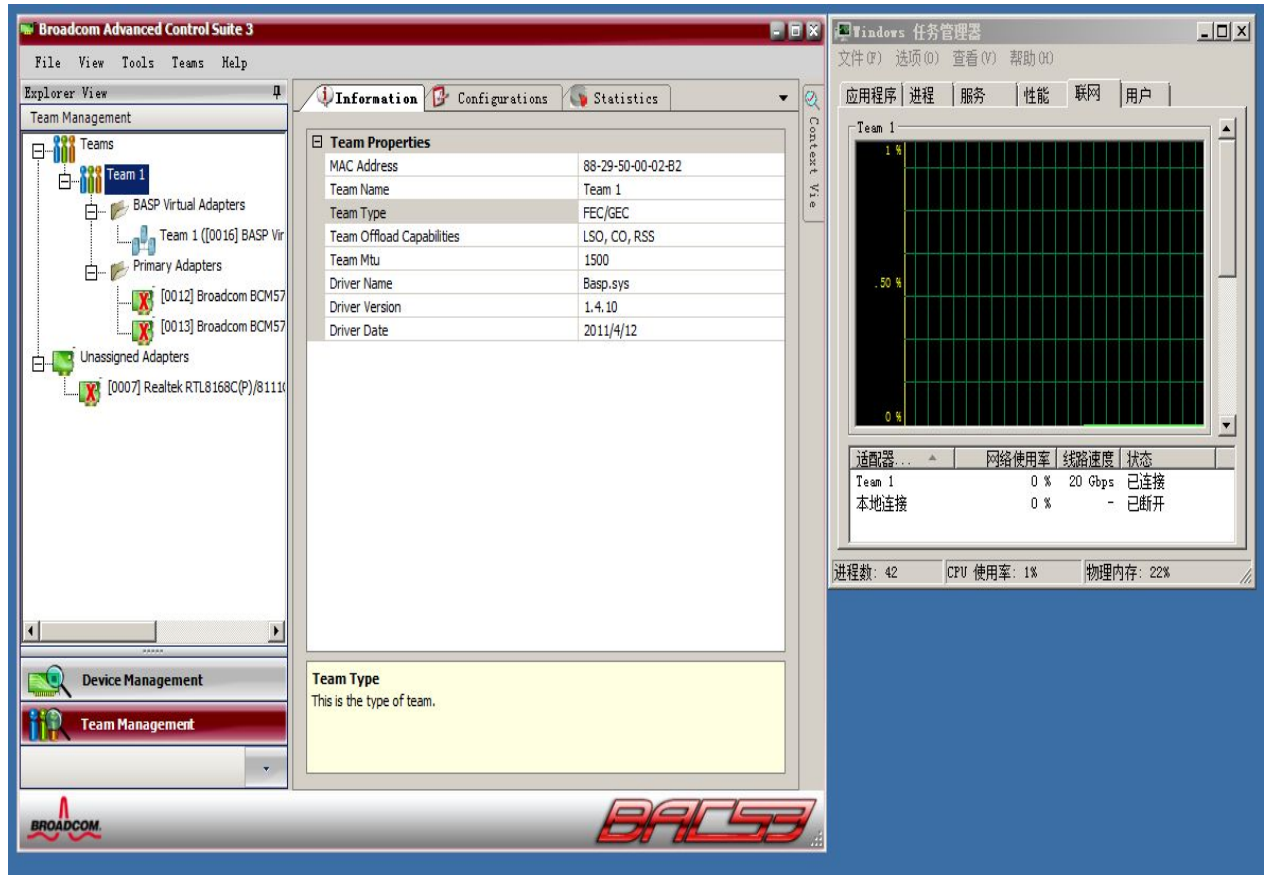 Broadcom Advanced Control Suite 3
File View Tools Teams Help
Explorer View
Team Management
Teams
Team 1
BASP Virtual Adapters
Team 1 ([0016] BASP Vir
Primary Adapters
[0012] Broadcom BCM57
[0013] Broadcom BCM57
Unassigned Adapters
[0007] Realtek RTL8168C(P)/8111(
Device Management
Team Management
Information Configurations Statistics
Team Properties
MAC Address 88-29-50-00-02-B2
Team Name Team 1
Team Type FEC/GEC
Team Offload Capabilities LSO, CO, RSS
Team Mtu 1500
Driver Name Basp.sys
Driver Version 1.4.10
Driver Date 2011/4/12
Team Type
This is the type of team.
Context Vie
BROADCOM.
BACS3
Windows 任务管理器
文件(F) 选项(O) 查看(V) 帮助(H)
应用程序 进程 服务 性能 联网 用户
Team 1
1 %
.50 %
0 %
适配器... 网络使用率 线路速度 状态
Team 1 0 % 20 Gbps 已连接
本地连接 0 % - 已断开
进程数: 42 CPU 使用率: 1% 物理内存: 22%